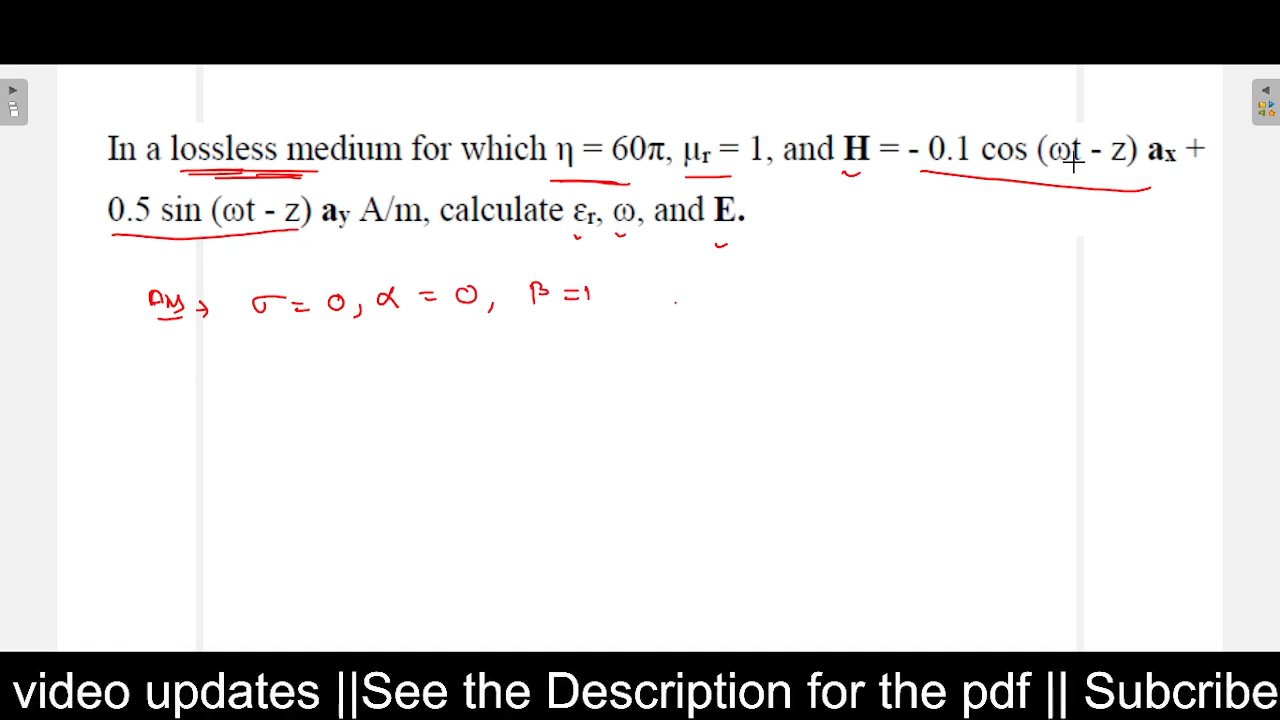 In a lossless medium for which η = 60π, μr = 1, and H = - 0.1 cos (ωt - z) ax +
0.5 sin (ωt - z) ay A/m, calculate εr, ω, and E.
Ans → σ = 0, α = 0, β = 1
video updates ||See the Description for the pdf || Subcribe